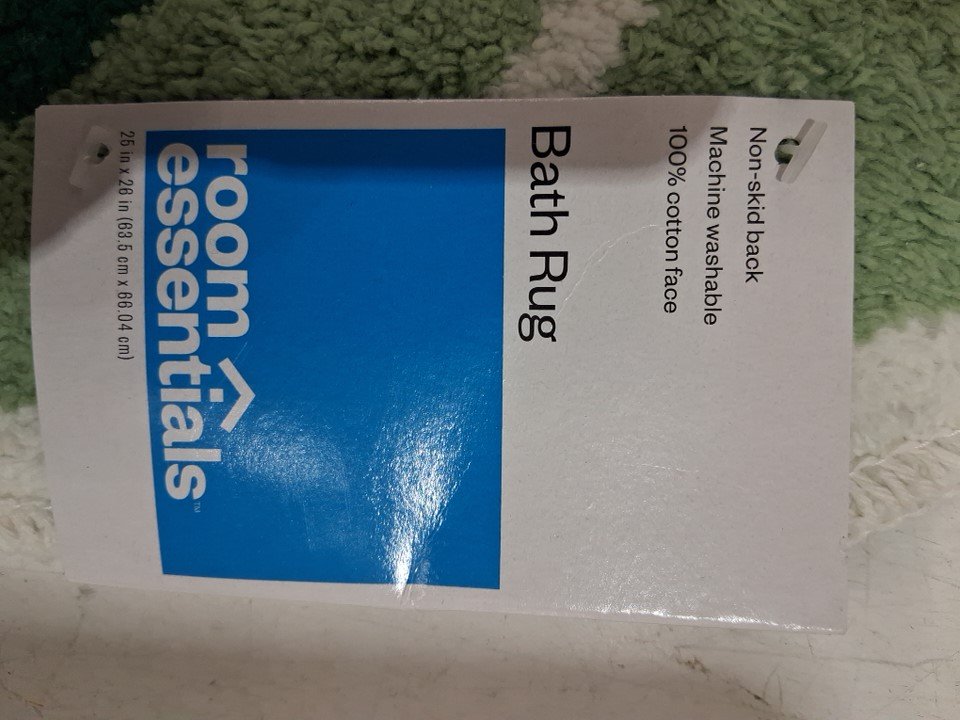 Non-skid back
Machine washable
100% cotton face
Bath Rug
room
essentials™
25 in x 26 in (63.5 cm x 66.04 cm)